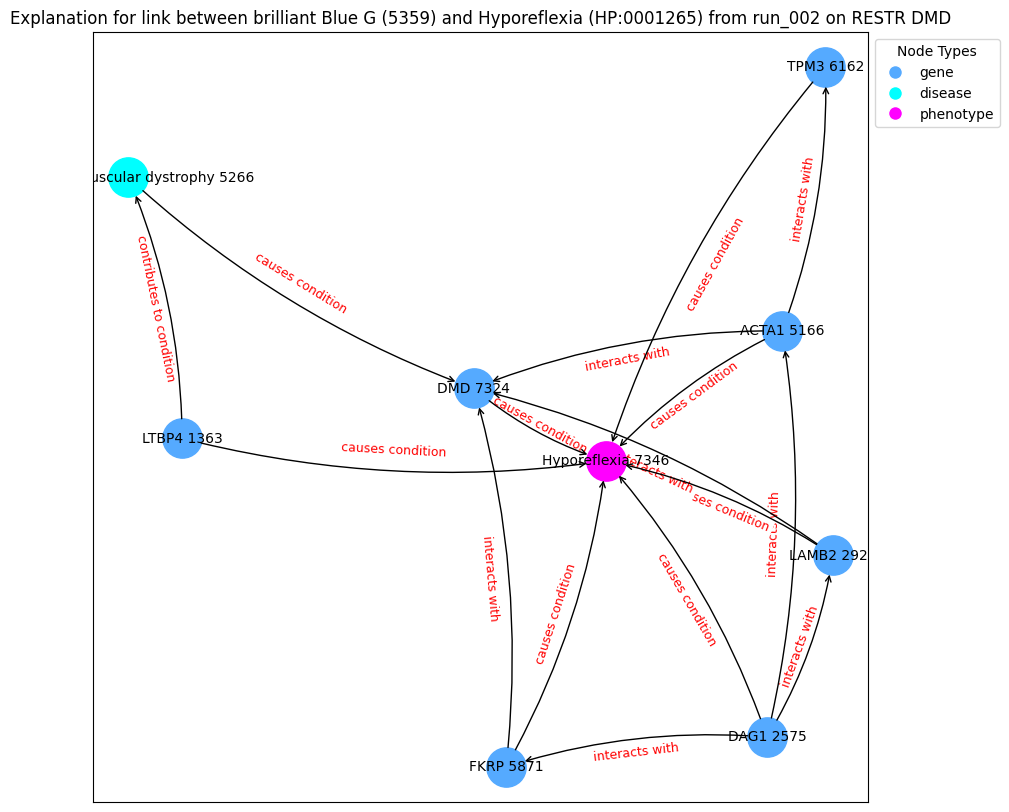 Explanation for link between brilliant Blue G (5359) and Hyporeflexia (HP:0001265) from run_002 on RESTR DMD
Node Types
gene
disease
phenotype
TPM3 6162
uscular dystrophy 5266
interacts with
causes condition
contributes to condition
causes condition
ACTA1 5166
interacts with
causes condition
DMD 7324
causes condition
LTBP4 1363
causes condition
Hyporeflexia 7346
teracts with
ses condition
interacts with
LAMB2 292
interacts with
causes condition
causes condition
interacts with
DAG1 2575
interacts with
FKRP 5871